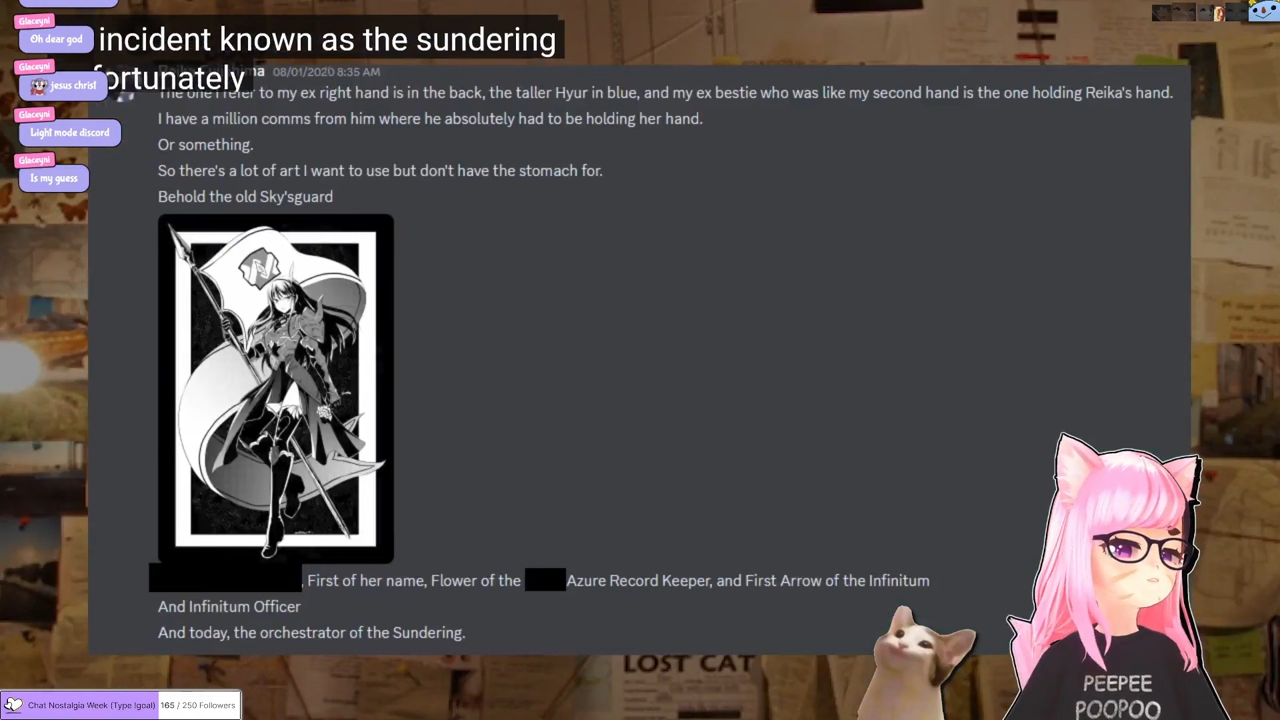 Glaceyni
Oh dear god
Glaceyni
jesus christ
Glaceyni
Light mode discord
Glaceyni
Is my guess
incident known as the sundering
fortunately
08/01/2020 8:35 AM
The one I refer to my ex right hand is in the back, the taller Hyur in blue, and my ex bestie who was like my second hand is the one holding Reika's hand.
I have a million comms from him where he absolutely had to be holding her hand.
Or something.
So there's a lot of art I want to use but don't have the stomach for.
Behold the old Sky'sguard
, First of her name, Flower of the
Azure Record Keeper, and First Arrow of the Infinitum
And Infinitum Officer
And today, the orchestrator of the Sundering.
LOST CAT
PEEPEE
POOPOO
Chat Nostalgia Week (Type !goal)
165 / 250 Followers